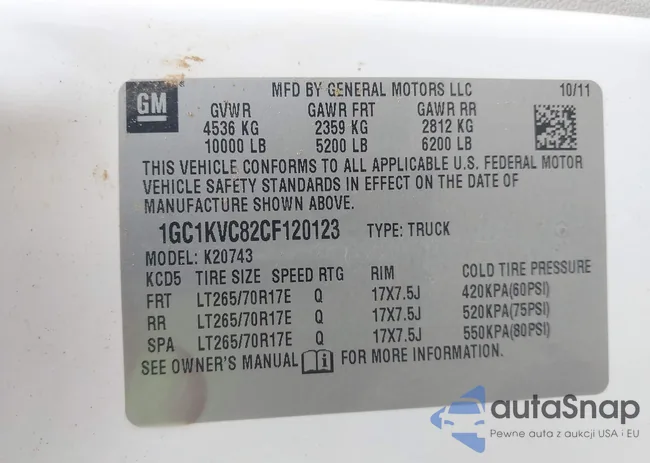 GM
MFD BY GENERAL MOTORS LLC 10/11
GVWR GAWR FRT GAWR RR
4536 KG 2359 KG 2812 KG
10000 LB 5200 LB 6200 LB
THIS VEHICLE CONFORMS TO ALL APPLICABLE U.S. FEDERAL MOTOR
VEHICLE SAFETY STANDARDS IN EFFECT ON THE DATE OF
MANUFACTURE SHOWN ABOVE.
1GC1KVC82CF120123 TYPE: TRUCK
MODEL: K20743
KCD5 TIRE SIZE SPEED RTG RIM COLD TIRE PRESSURE
FRT LT265/70R17E Q 17X7.5J 420KPA(60PSI)
RR LT265/70R17E Q 17X7.5J 520KPA(75PSI)
SPA LT265/70R17E Q 17X7.5J 550KPA(80PSI)
SEE OWNER'S MANUAL i FOR MORE INFORMATION.
autaSnap
Pewne auta z aukcji USA i EU